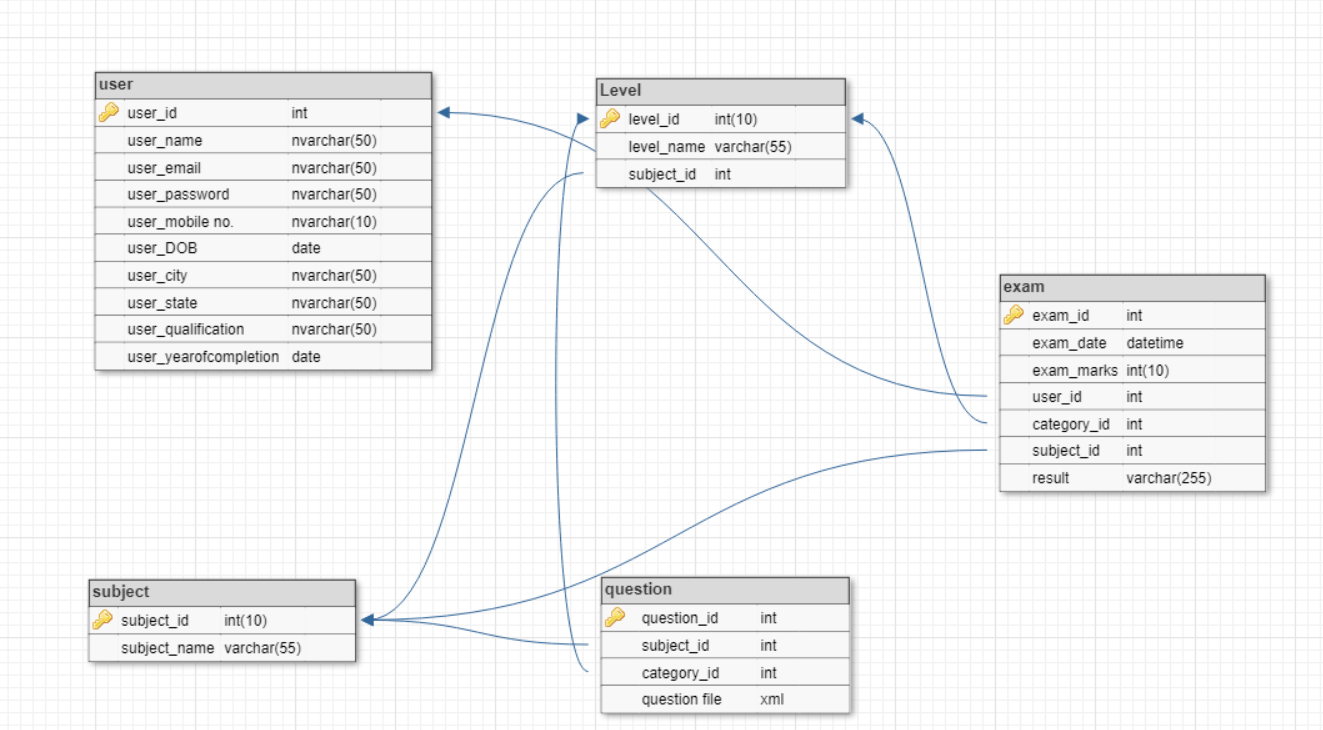 user
user_id int
user_name nvarchar(50)
user_email nvarchar(50)
user_password nvarchar(50)
user_mobile no. nvarchar(10)
user_DOB date
user_city nvarchar(50)
user_state nvarchar(50)
user_qualification nvarchar(50)
user_yearofcompletion date
Level
level_id int(10)
level_name varchar(55)
subject_id int
exam
exam_id int
exam_date datetime
exam_marks int(10)
user_id int
category_id int
subject_id int
result varchar(255)
subject
subject_id int(10)
subject_name varchar(55)
question
question_id int
subject_id int
category_id int
question file xml